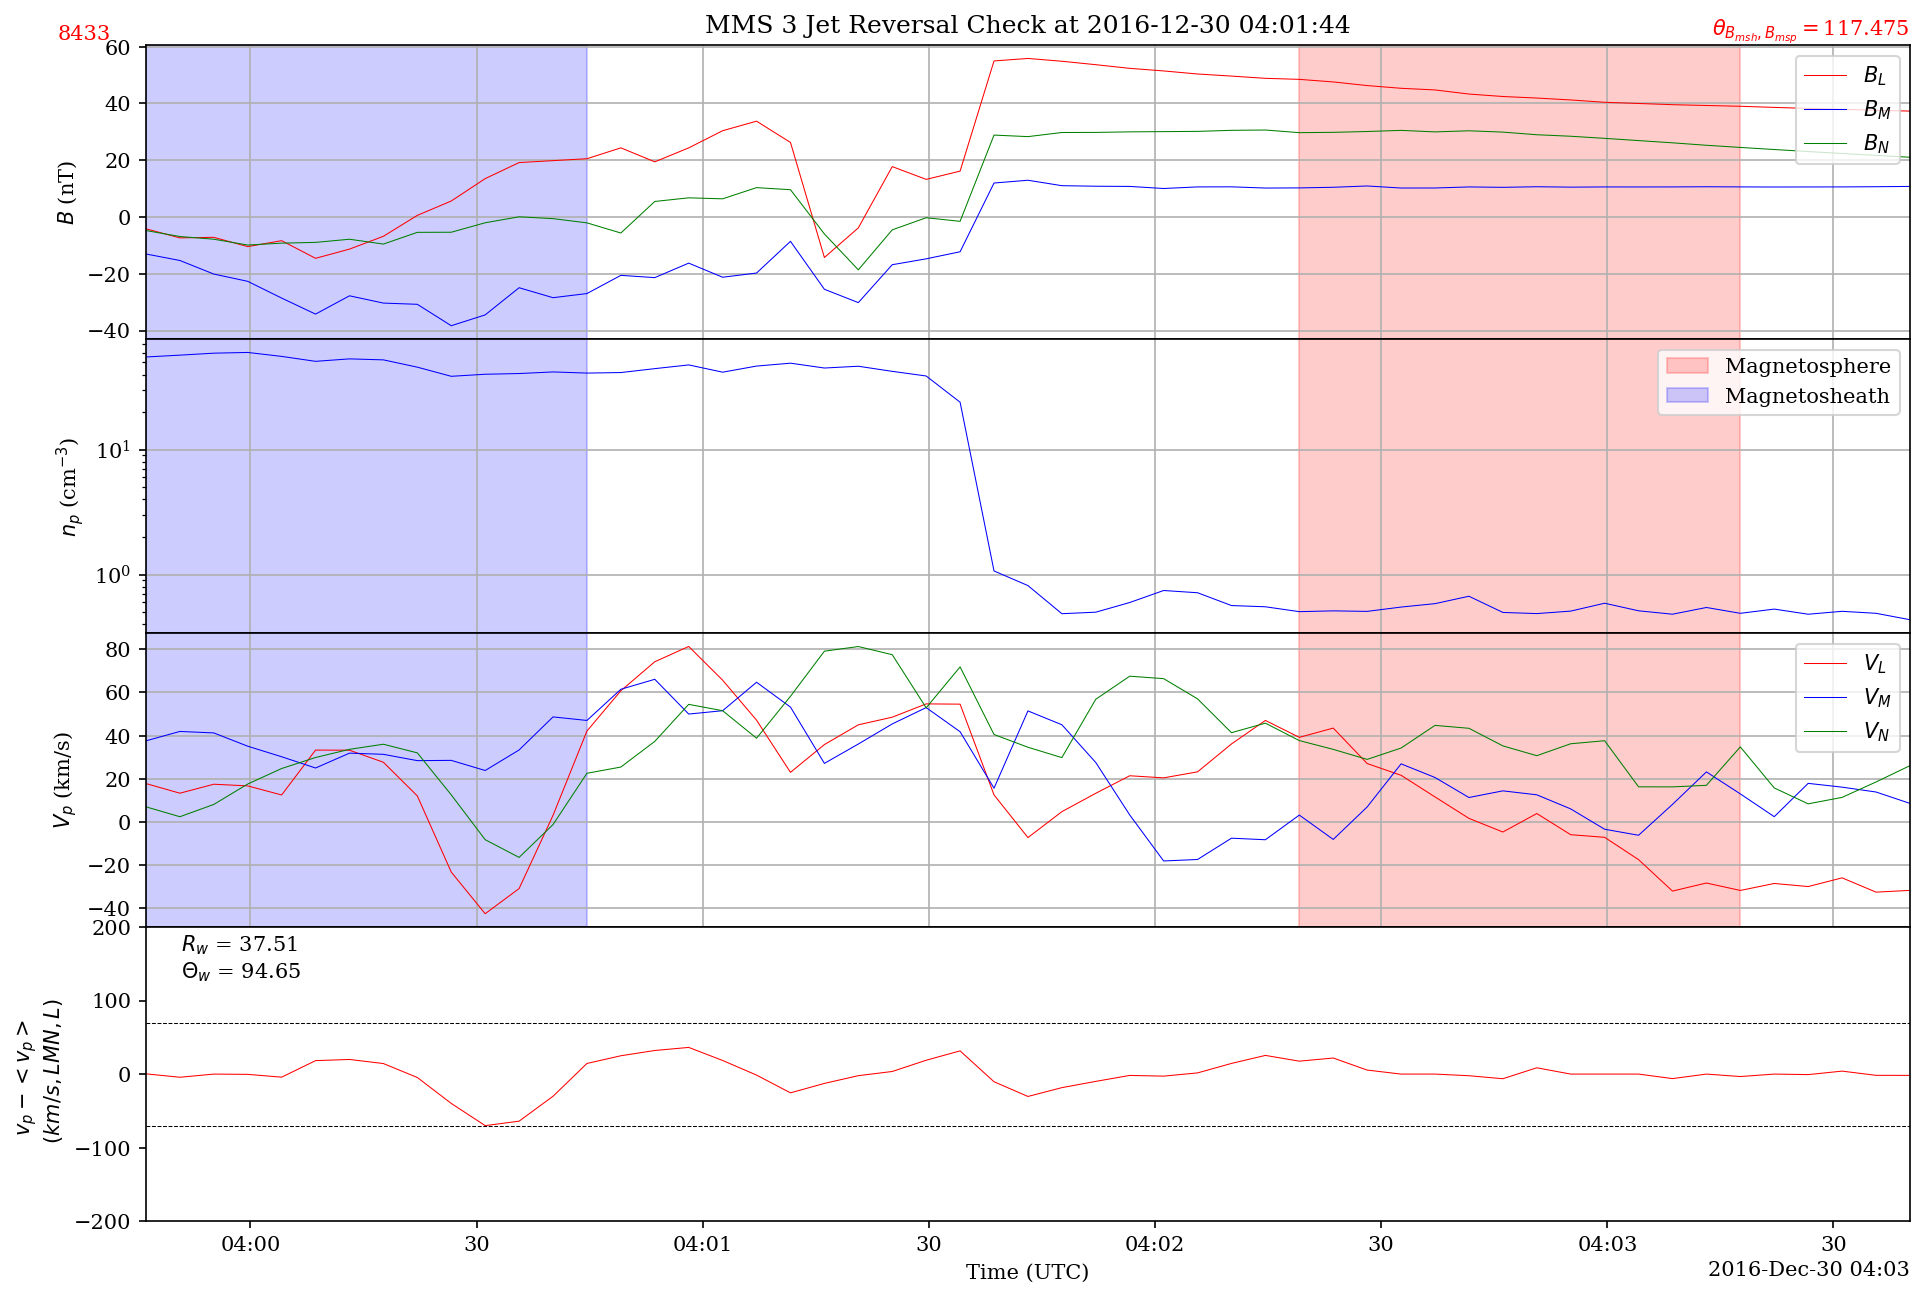 8433
MMS 3 Jet Reversal Check at 2016-12-30 04:01:44
θ_{B_{msh}, B_{msp}} = 117.475
B (nT)
60
40
20
0
−20
−40
B_L
B_M
B_N
n_p (cm^{−3})
10^1
10^0
Magnetosphere
Magnetosheath
V_p (km/s)
80
60
40
20
0
−20
−40
V_L
V_M
V_N
v_p − < v_p >
(km/s, LMN, L)
200
100
0
−100
−200
R_w = 37.51
Θ_w = 94.65
04:00 30 04:01 30 04:02 30 04:03 30
Time (UTC)
2016-Dec-30 04:03